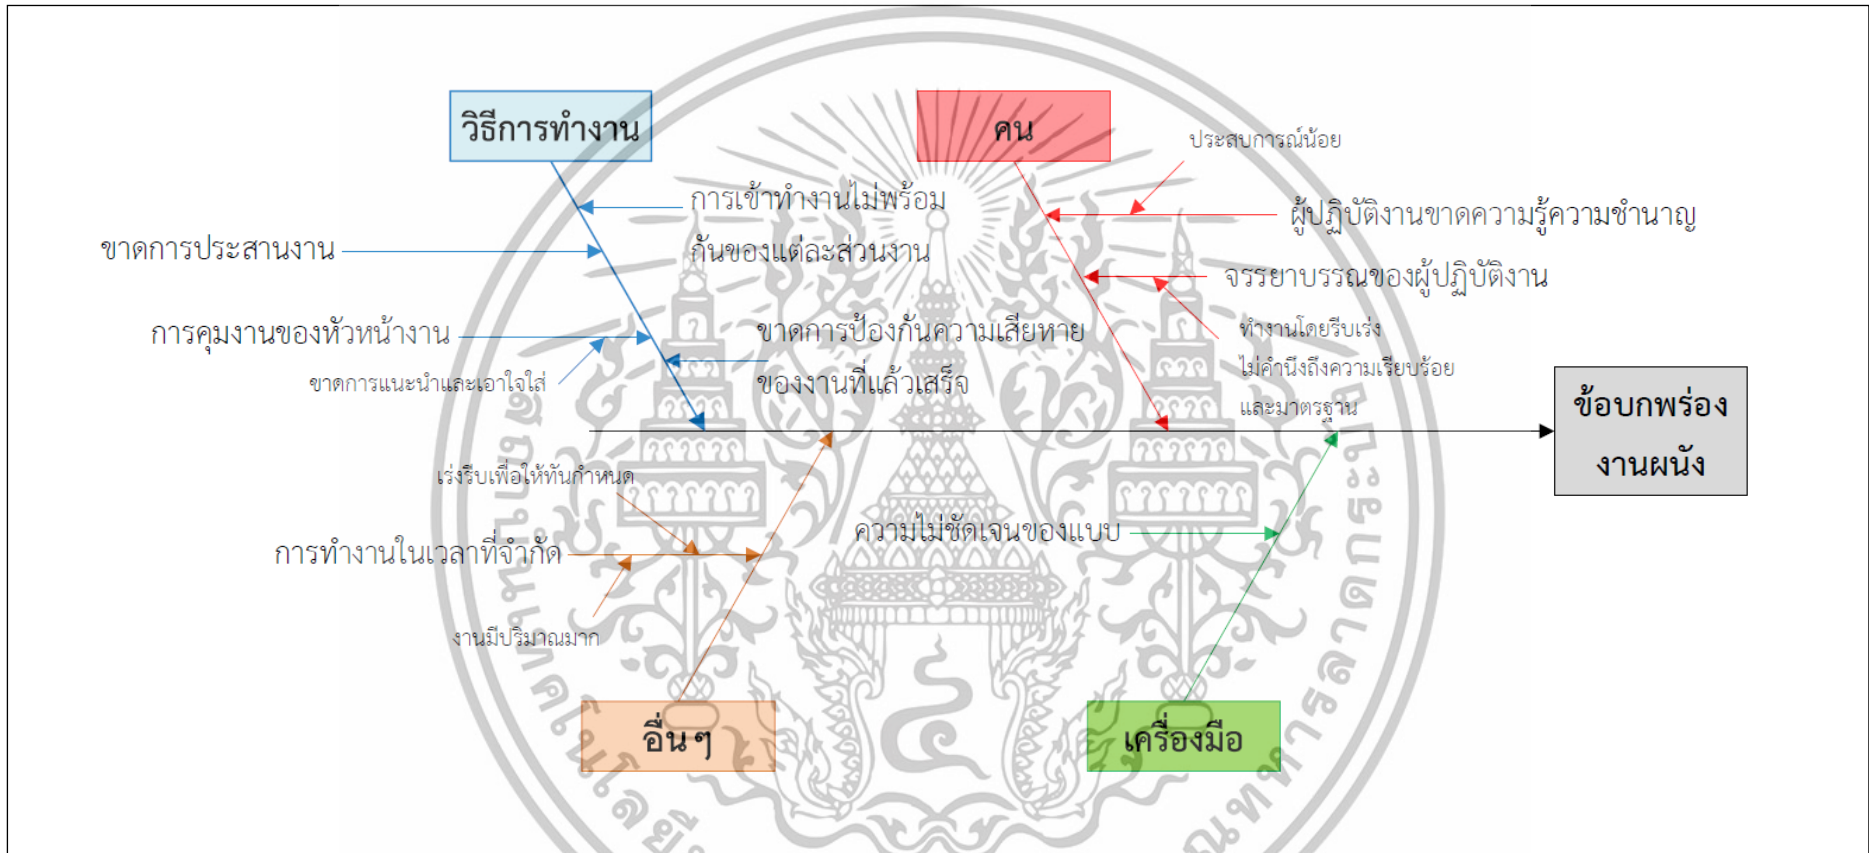 วิธีการทำงาน
คน
ประสบการณ์น้อย
การเข้าทำงานไม่พร้อม
กันของแต่ละส่วนงาน
ผู้ปฏิบัติงานขาดความรู้ความชำนาญ
ขาดการประสานงาน
จรรยาบรรณของผู้ปฏิบัติงาน
การคุมงานของหัวหน้างาน
ขาดการป้องกันความเสียหาย
ของงานที่แล้วเสร็จ
ทำงานโดยรีบเร่ง
ไม่คำนึงถึงความเรียบร้อย
และมาตรฐาน
ขาดการแนะนำและเอาใจใส่
ข้อบกพร่อง
งานผนัง
เร่งรีบเพื่อให้ทันกำหนด
ความไม่ชัดเจนของแบบ
การทำงานในเวลาที่จำกัด
งานมีปริมาณมาก
อื่นๆ
เครื่องมือ